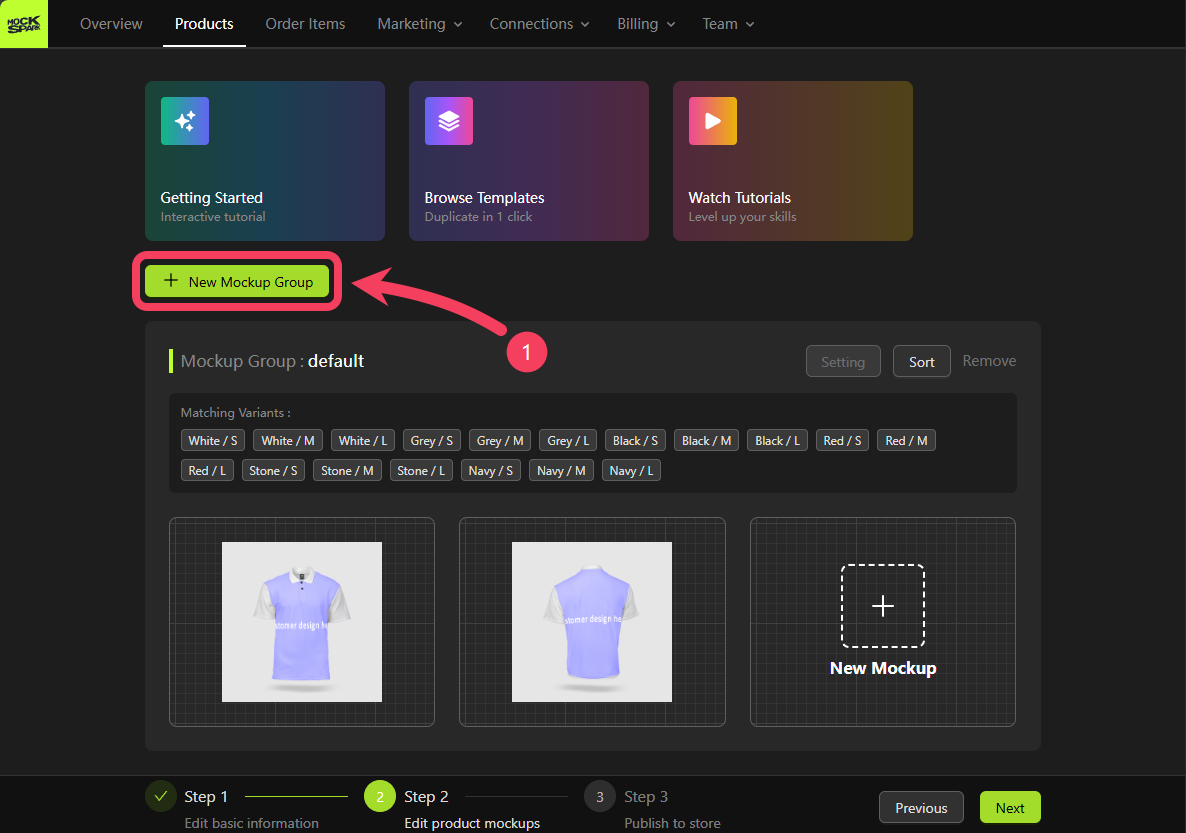 MOCK
SPARK
Overview Products Order Items Marketing Connections Billing Team
Getting Started
Interactive tutorial
Browse Templates
Duplicate in 1 click
Watch Tutorials
Level up your skills
New Mockup Group
1
Mockup Group : default
Setting Sort Remove
Matching Variants :
White / S White / M White / L Grey / S Grey / M Grey / L Black / S Black / M Black / L Red / S Red / M
Red / L Stone / S Stone / M Stone / L Navy / S Navy / M Navy / L
stomer design he
stomer design he
New Mockup
Step 1
Edit basic information
2 Step 2
Edit product mockups
3 Step 3
Publish to store
Previous Next